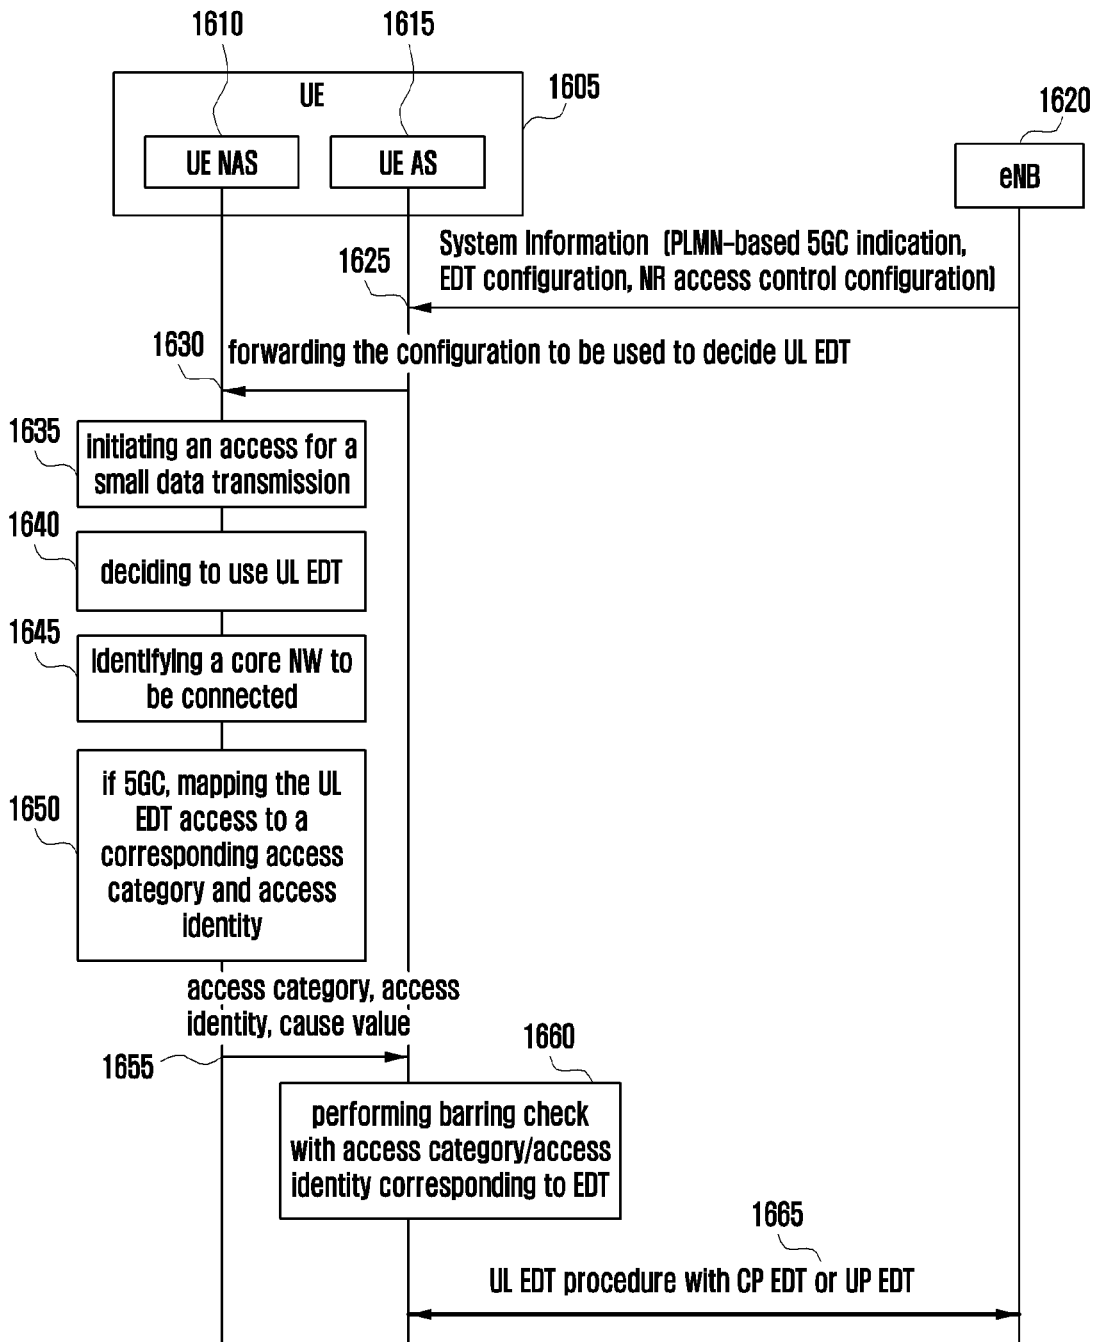 1610
1615
UE
1605
1620
UE NAS
UE AS
eNB
System Information (PLMN-based 5GC indication,
EDT configuration, NR access control configuration)
1625
1630
forwarding the configuration to be used to decide UL EDT
1635
initiating an access for a
small data transmission
1640
deciding to use UL EDT
1645
identifying a core NW to
be connected
1650
if 5GC, mapping the UL
EDT access to a
corresponding access
category and access
identity
access category, access
identity, cause value
1655
1660
performing barring check
with access category/access
identity corresponding to EDT
1665
UL EDT procedure with CP EDT or UP EDT